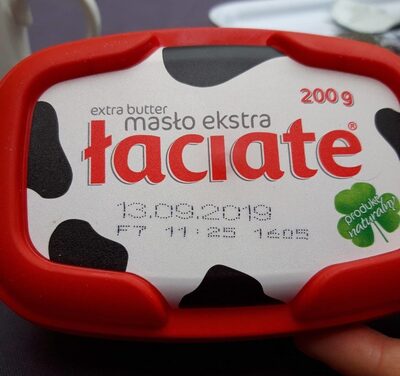 200 g
extra butter
masło ekstra
łaciate®
13.09.2019
F7 11:25 1605
produkt
naturalny